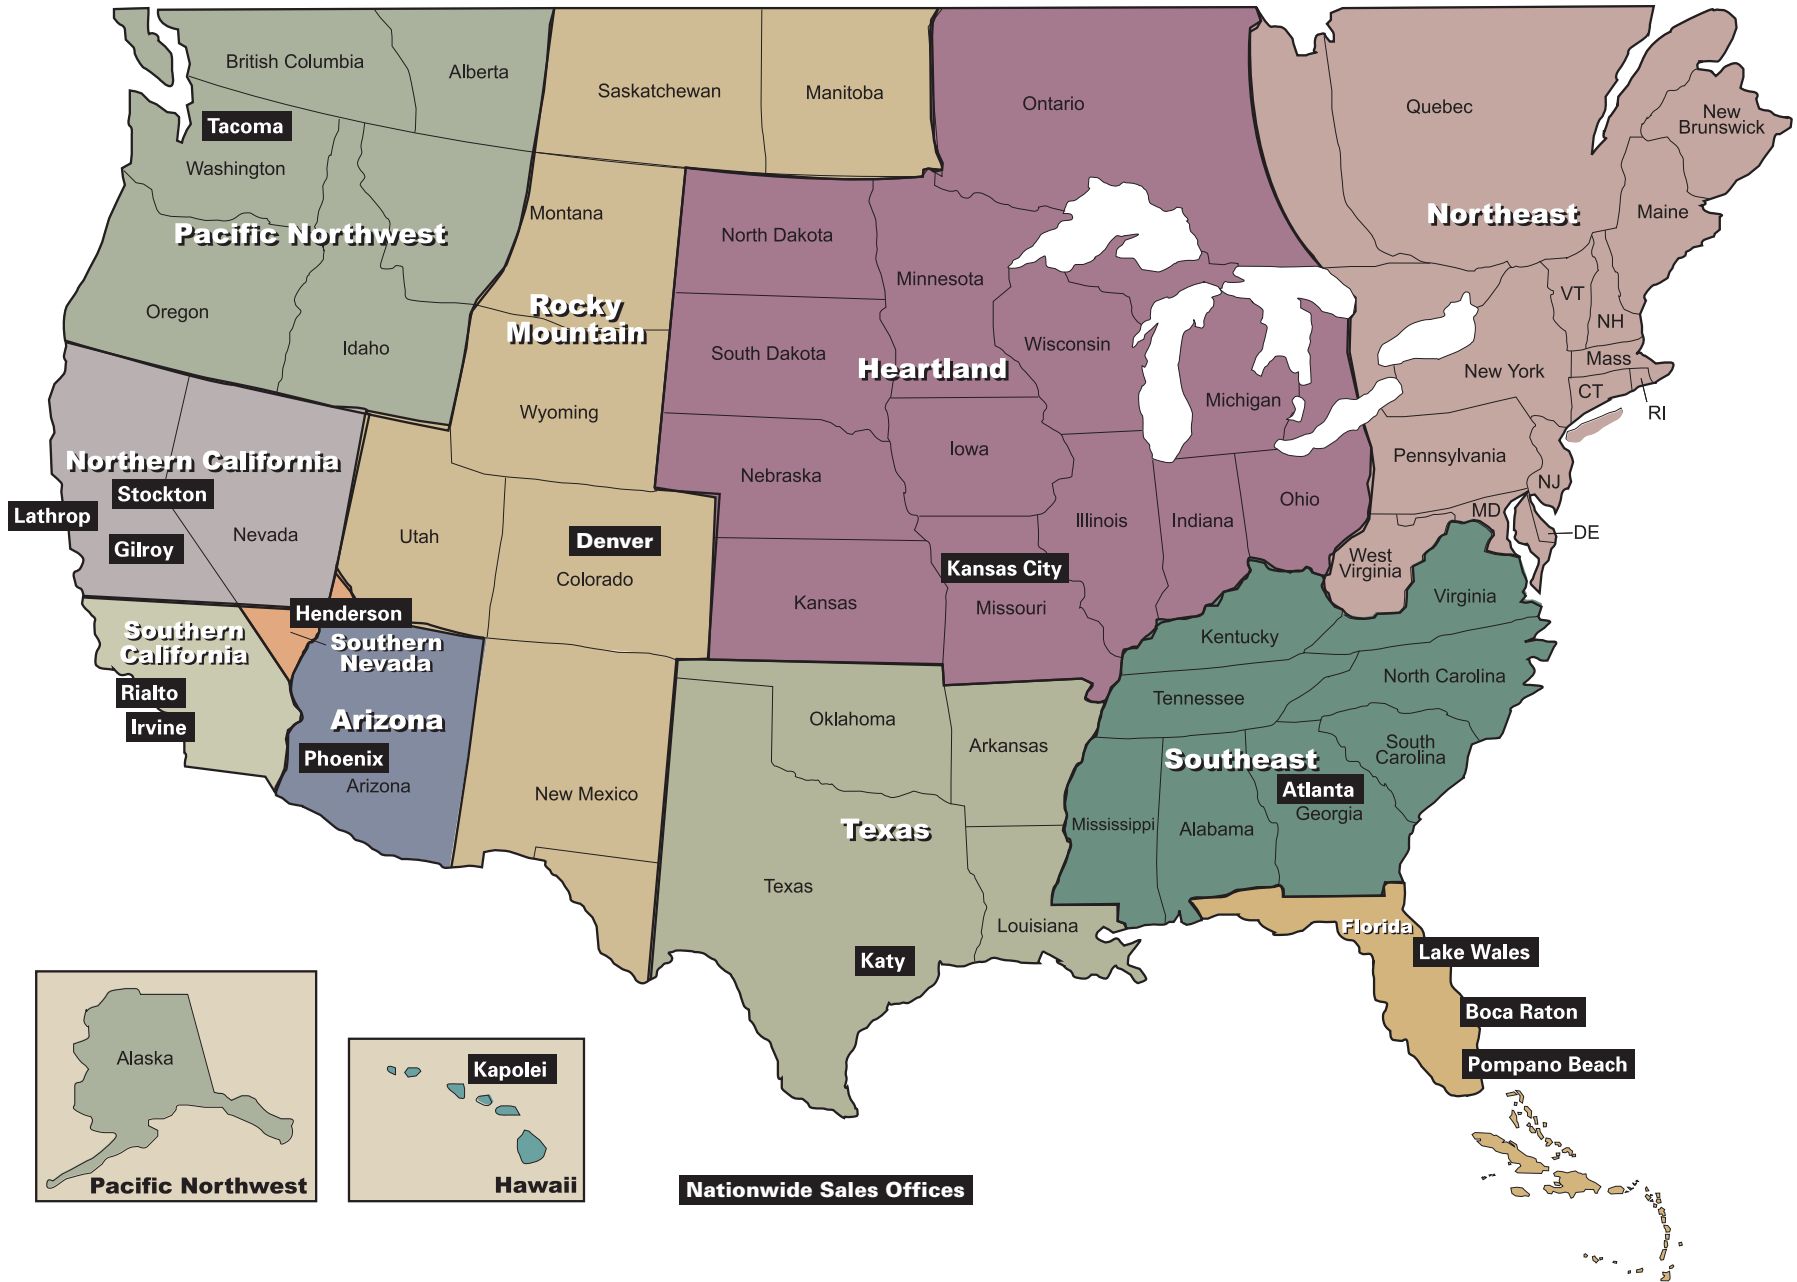 British Columbia
Alberta
Saskatchewan
Manitoba
Ontario
Quebec
New
Brunswick
Tacoma
Washington
Montana
North Dakota
Minnesota
Northeast
Maine
Pacific Northwest
Oregon
Idaho
Rocky
Mountain
South Dakota
Heartland
Wisconsin
Michigan
VT
NH
Mass
New York
CT
RI
Wyoming
Nebraska
Iowa
Pennsylvania
NJ
Northern California
Stockton
Lathrop
Gilroy
Nevada
Utah
Denver
Colorado
Kansas City
Illinois
Indiana
Ohio
MD
DE
West
Virginia
Virginia
Kansas
Missouri
Kentucky
Henderson
Southern
California
Southern
Nevada
Rialto
Irvine
Arizona
Phoenix
Arizona
New Mexico
Oklahoma
Arkansas
Tennessee
North Carolina
South
Carolina
Southeast
Atlanta
Georgia
Mississippi
Alabama
Texas
Texas
Louisiana
Katy
Florida
Lake Wales
Boca Raton
Pompano Beach
Alaska
Pacific Northwest
Kapolei
Hawaii
Nationwide Sales Offices